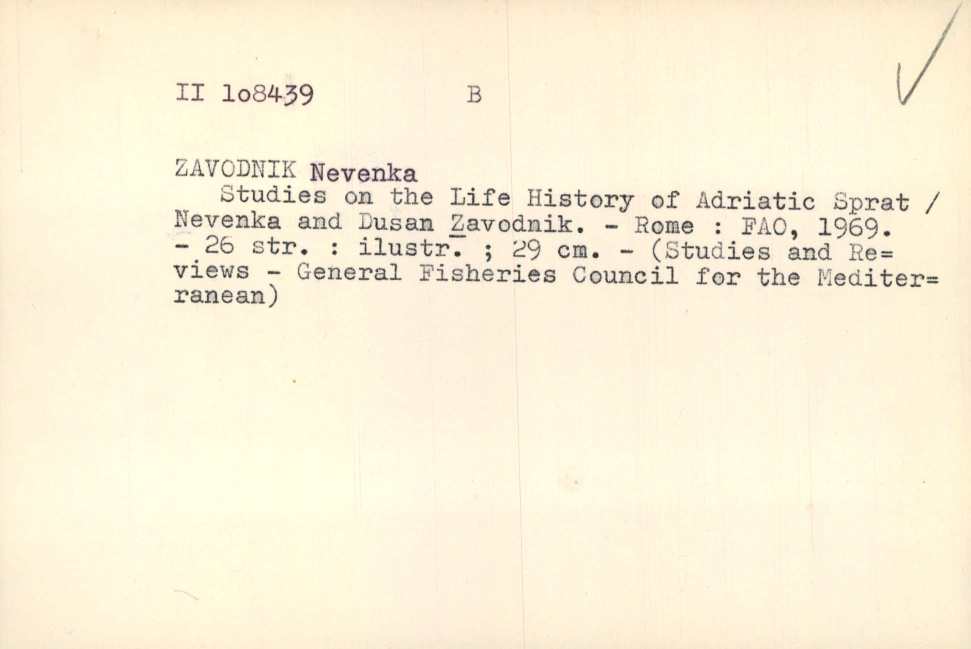 II lo8439 B
ZAVODNIK Nevenka
Studies on the Life History of Adriatic Sprat /
Nevenka and Dusan Zavodnik. - Rome : FAO, 1969.
- 26 str. : ilustr. ; 29 cm. - (Studies and Re=
views - General Fisheries Council for the Mediter=
ranean)